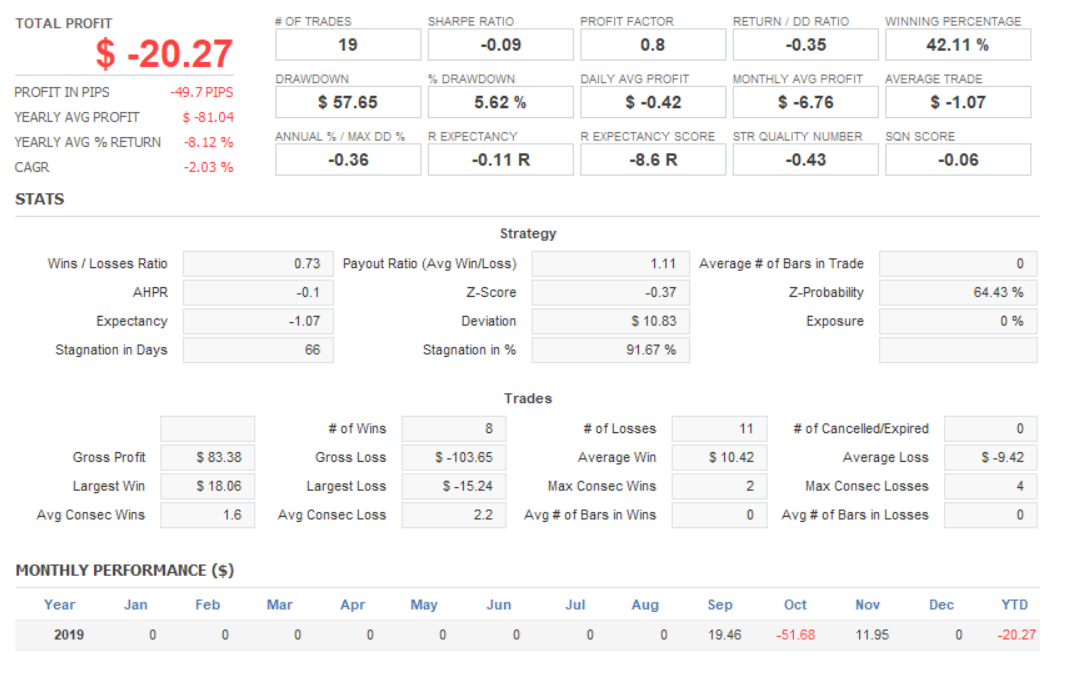 TOTAL PROFIT
$ -20.27
PROFIT IN PIPS -49.7 PIPS
YEARLY AVG PROFIT $ -81.04
YEARLY AVG % RETURN -8.12 %
CAGR -2.03 %
# OF TRADES SHARPE RATIO PROFIT FACTOR RETURN / DD RATIO WINNING PERCENTAGE
19 -0.09 0.8 -0.35 42.11 %
DRAWDOWN % DRAWDOWN DAILY AVG PROFIT MONTHLY AVG PROFIT AVERAGE TRADE
$ 57.65 5.62 % $ -0.42 $ -6.76 $ -1.07
ANNUAL % / MAX DD % R EXPECTANCY R EXPECTANCY SCORE STR QUALITY NUMBER SQN SCORE
-0.36 -0.11 R -8.6 R -0.43 -0.06
STATS
Strategy
Wins / Losses Ratio 0.73 Payout Ratio (Avg Win/Loss) 1.11 Average # of Bars in Trade 0
AHPR -0.1 Z-Score -0.37 Z-Probability 64.43 %
Expectancy -1.07 Deviation $ 10.83 Exposure 0 %
Stagnation in Days 66 Stagnation in % 91.67 %
Trades
# of Wins 8 # of Losses 11 # of Cancelled/Expired 0
Gross Profit $ 83.38 Gross Loss $ -103.65 Average Win $ 10.42 Average Loss $ -9.42
Largest Win $ 18.06 Largest Loss $ -15.24 Max Consec Wins 2 Max Consec Losses 4
Avg Consec Wins 1.6 Avg Consec Loss 2.2 Avg # of Bars in Wins 0 Avg # of Bars in Losses 0
MONTHLY PERFORMANCE ($)
Year Jan Feb Mar Apr May Jun Jul Aug Sep Oct Nov Dec YTD
2019 0 0 0 0 0 0 0 0 19.46 -51.68 11.95 0 -20.27